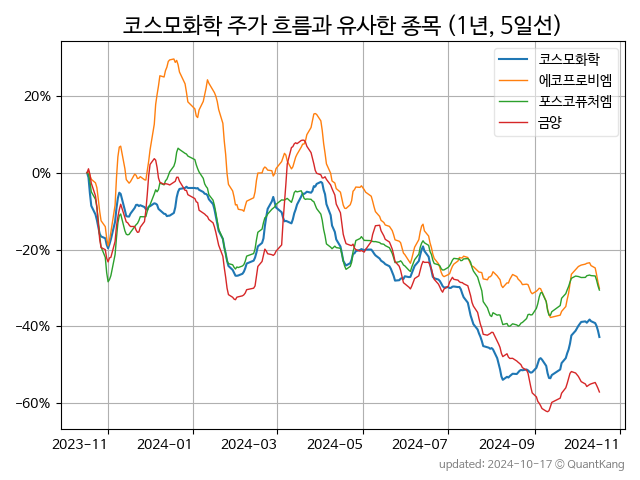 코스모화학 주가 흐름과 유사한 종목 (1년, 5일선)
코스모화학
에코프로비엠
포스코퓨처엠
금양
20%
0%
−20%
−40%
−60%
2023-11 2024-01 2024-03 2024-05 2024-07 2024-09 2024-11
updated: 2024-10-17 © QuantKang